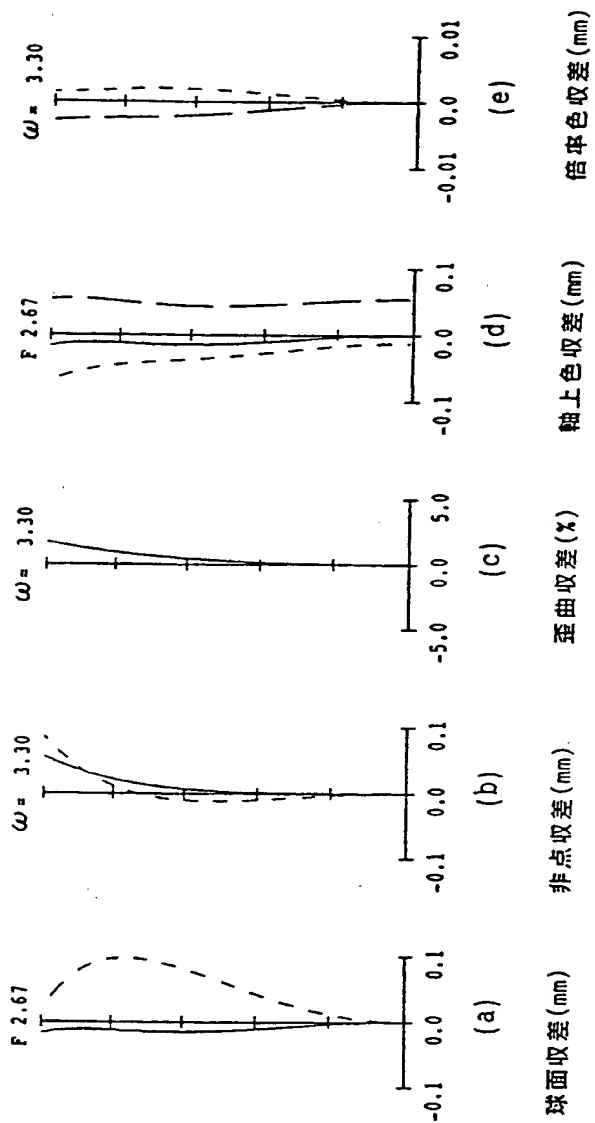 F 2.67
-0.1 0.0 0.1
(a)
球面収差(mm)
ω= 3.30
-0.1 0.0 0.1
(b)
非点収差(mm)
ω= 3.30
-5.0 0.0 5.0
(c)
歪曲収差(%)
F 2.67
-0.1 0.0 0.1
(d)
軸上色収差(mm)
ω= 3.30
-0.01 0.0 0.01
(e)
倍率色収差(mm)